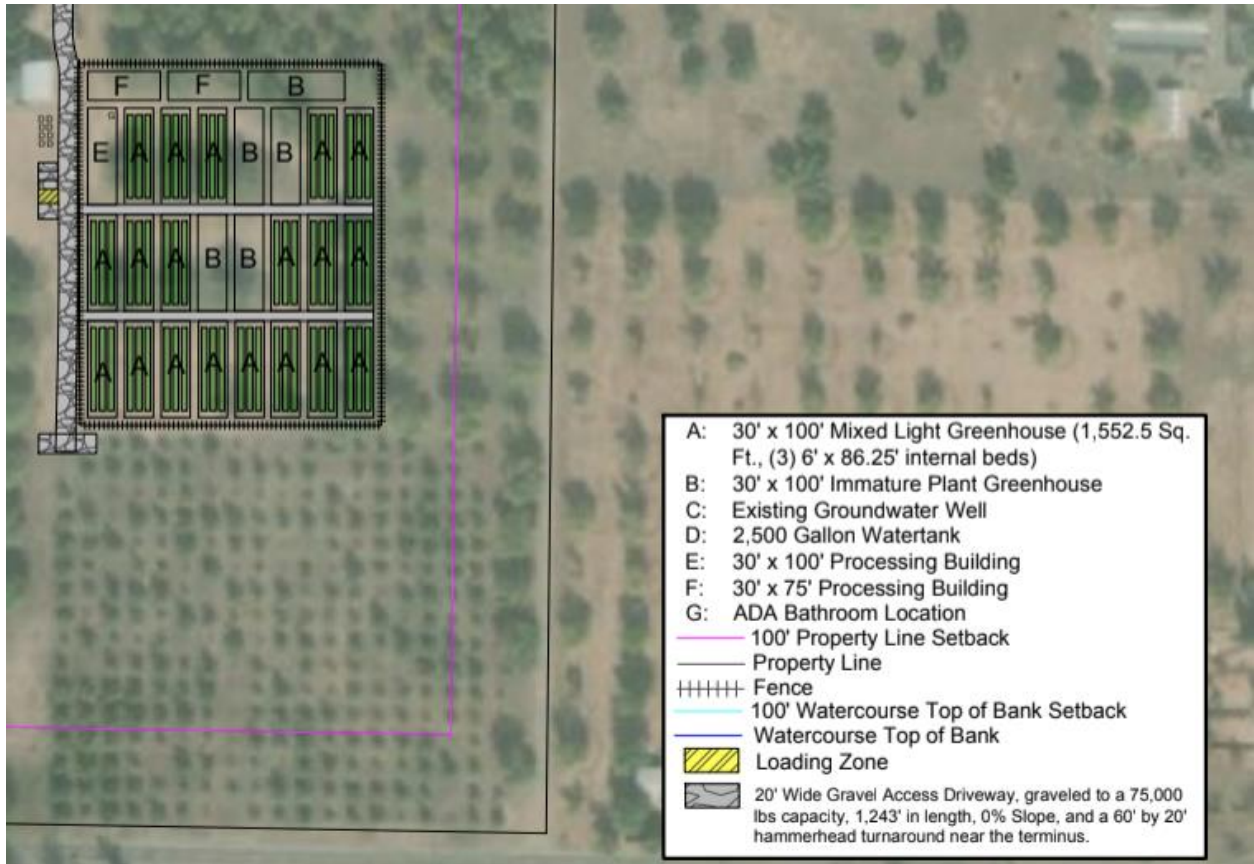 F F B
G
E A A A B B A A
A A A B B A A A
A A A A A A A A
A: 30' x 100' Mixed Light Greenhouse (1,552.5 Sq.
Ft., (3) 6' x 86.25' internal beds)
B: 30' x 100' Immature Plant Greenhouse
C: Existing Groundwater Well
D: 2,500 Gallon Watertank
E: 30' x 100' Processing Building
F: 30' x 75' Processing Building
G: ADA Bathroom Location
100' Property Line Setback
Property Line
Fence
100' Watercourse Top of Bank Setback
Watercourse Top of Bank
Loading Zone
20' Wide Gravel Access Driveway, graveled to a 75,000
lbs capacity, 1,243' in length, 0% Slope, and a 60' by 20'
hammerhead turnaround near the terminus.